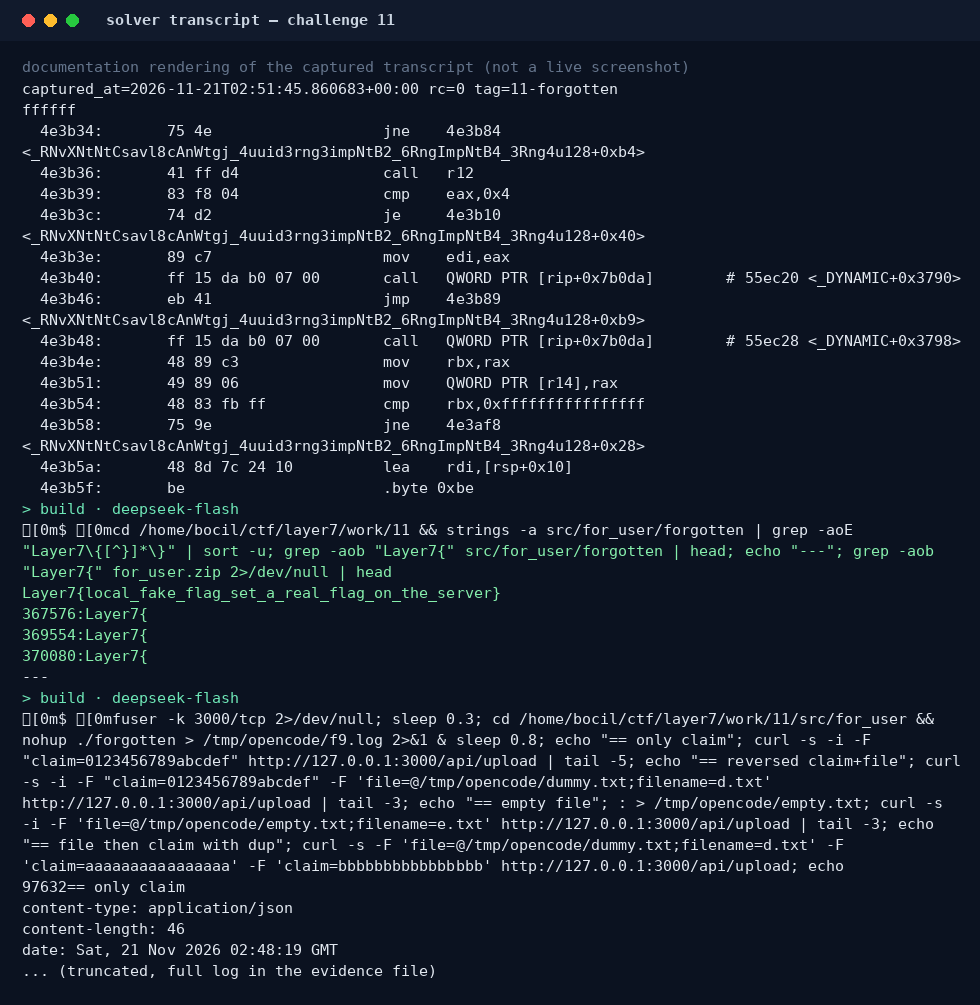 solver transcript — challenge 11
documentation rendering of the captured transcript (not a live screenshot)
captured_at=2026-11-21T02:51:45.860683+00:00 rc=0 tag=11-forgotten
ffffff
  4e3b34:       75 4e                   jne    4e3b84
<_RNvXNtNtCsavl8cAnWtgj_4uuid3rng3impNtB2_6RngImpNtB4_3Rng4u128+0xb4>
  4e3b36:       41 ff d4                call   r12
  4e3b39:       83 f8 04                cmp    eax,0x4
  4e3b3c:       74 d2                   je     4e3b10
<_RNvXNtNtCsavl8cAnWtgj_4uuid3rng3impNtB2_6RngImpNtB4_3Rng4u128+0x40>
  4e3b3e:       89 c7                   mov    edi,eax
  4e3b40:       ff 15 da b0 07 00       call   QWORD PTR [rip+0x7b0da]        # 55ec20 <_DYNAMIC+0x3790>
  4e3b46:       eb 41                   jmp    4e3b89
<_RNvXNtNtCsavl8cAnWtgj_4uuid3rng3impNtB2_6RngImpNtB4_3Rng4u128+0xb9>
  4e3b48:       ff 15 da b0 07 00       call   QWORD PTR [rip+0x7b0da]        # 55ec28 <_DYNAMIC+0x3798>
  4e3b4e:       48 89 c3                mov    rbx,rax
  4e3b51:       49 89 06                mov    QWORD PTR [r14],rax
  4e3b54:       48 83 fb ff             cmp    rbx,0xffffffffffffffff
  4e3b58:       75 9e                   jne    4e3af8
<_RNvXNtNtCsavl8cAnWtgj_4uuid3rng3impNtB2_6RngImpNtB4_3Rng4u128+0x28>
  4e3b5a:       48 8d 7c 24 10          lea    rdi,[rsp+0x10]
  4e3b5f:       be                      .byte 0xbe
> build · deepseek-flash
[0m$ [0mcd /home/bocil/ctf/layer7/work/11 && strings -a src/for_user/forgotten | grep -aoE
"Layer7\{[^}]*\}" | sort -u; grep -aob "Layer7{" src/for_user/forgotten | head; echo "---"; grep -aob
"Layer7{" for_user.zip 2>/dev/null | head
Layer7{local_fake_flag_set_a_real_flag_on_the_server}
367576:Layer7{
369554:Layer7{
370080:Layer7{
---
> build · deepseek-flash
[0m$ [0mfuser -k 3000/tcp 2>/dev/null; sleep 0.3; cd /home/bocil/ctf/layer7/work/11/src/for_user &&
nohup ./forgotten > /tmp/opencode/f9.log 2>&1 & sleep 0.8; echo "== only claim"; curl -s -i -F
"claim=0123456789abcdef" http://127.0.0.1:3000/api/upload | tail -5; echo "== reversed claim+file"; curl
-s -i -F "claim=0123456789abcdef" -F 'file=@/tmp/opencode/dummy.txt;filename=d.txt'
http://127.0.0.1:3000/api/upload | tail -3; echo "== empty file"; : > /tmp/opencode/empty.txt; curl -s
-i -F 'file=@/tmp/opencode/empty.txt;filename=e.txt' http://127.0.0.1:3000/api/upload | tail -3; echo
"== file then claim with dup"; curl -s -F 'file=@/tmp/opencode/dummy.txt;filename=d.txt' -F
'claim=aaaaaaaaaaaaaaaa' -F 'claim=bbbbbbbbbbbbbbbb' http://127.0.0.1:3000/api/upload; echo
97632== only claim
content-type: application/json
content-length: 46
date: Sat, 21 Nov 2026 02:48:19 GMT
... (truncated, full log in the evidence file)